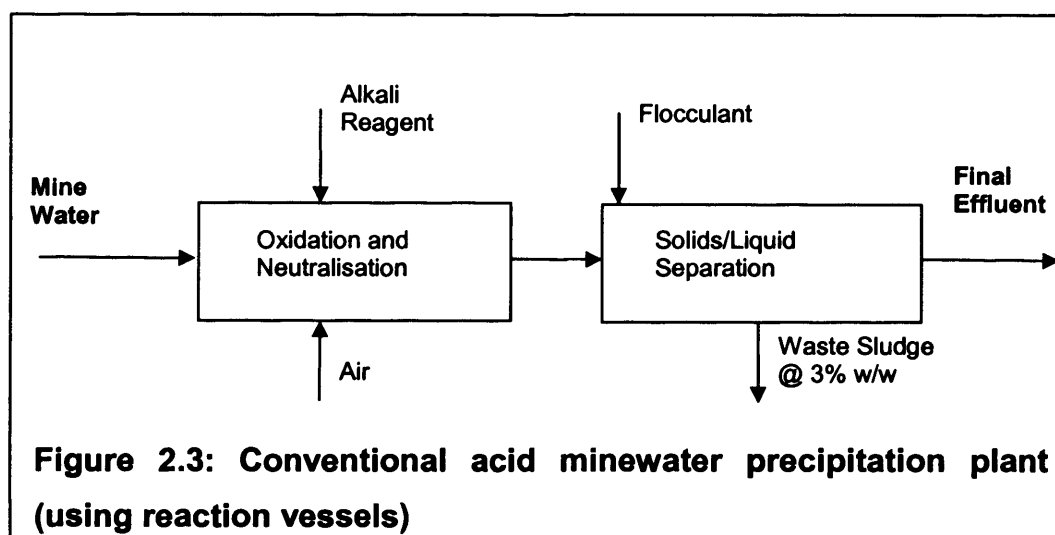 Alkali
Reagent
Flocculant
Mine
Water
Final
Effluent
Oxidation and
Neutralisation
Solids/Liquid
Separation
Air
Waste Sludge
@ 3% w/w
Figure 2.3: Conventional acid minewater precipitation plant
(using reaction vessels)